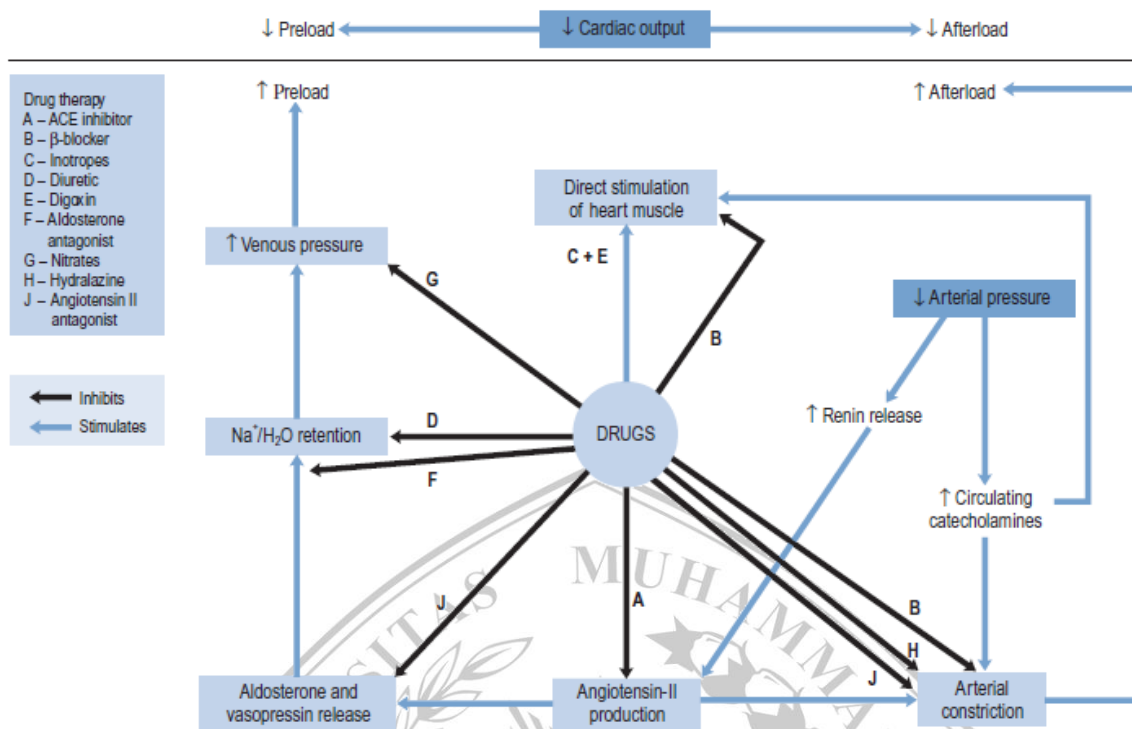 ↓ Preload
↓ Cardiac output
↓ Afterload
Drug therapy
A – ACE inhibitor
B – β-blocker
C – Inotropes
D – Diuretic
E – Digoxin
F – Aldosterone
antagonist
G – Nitrates
H – Hydralazine
J – Angiotensin II
antagonist
Inhibits
Stimulates
↑ Preload
↑ Afterload
Direct stimulation
of heart muscle
↑ Venous pressure
C + E
G
B
↓ Arterial pressure
↑ Renin release
Na⁺/H₂O retention
D
DRUGS
F
↑ Circulating
catecholamines
J
A
B
H
J
Aldosterone and
vasopressin release
Angiotensin-II
production
Arterial
constriction
SITAS MUHAMMA